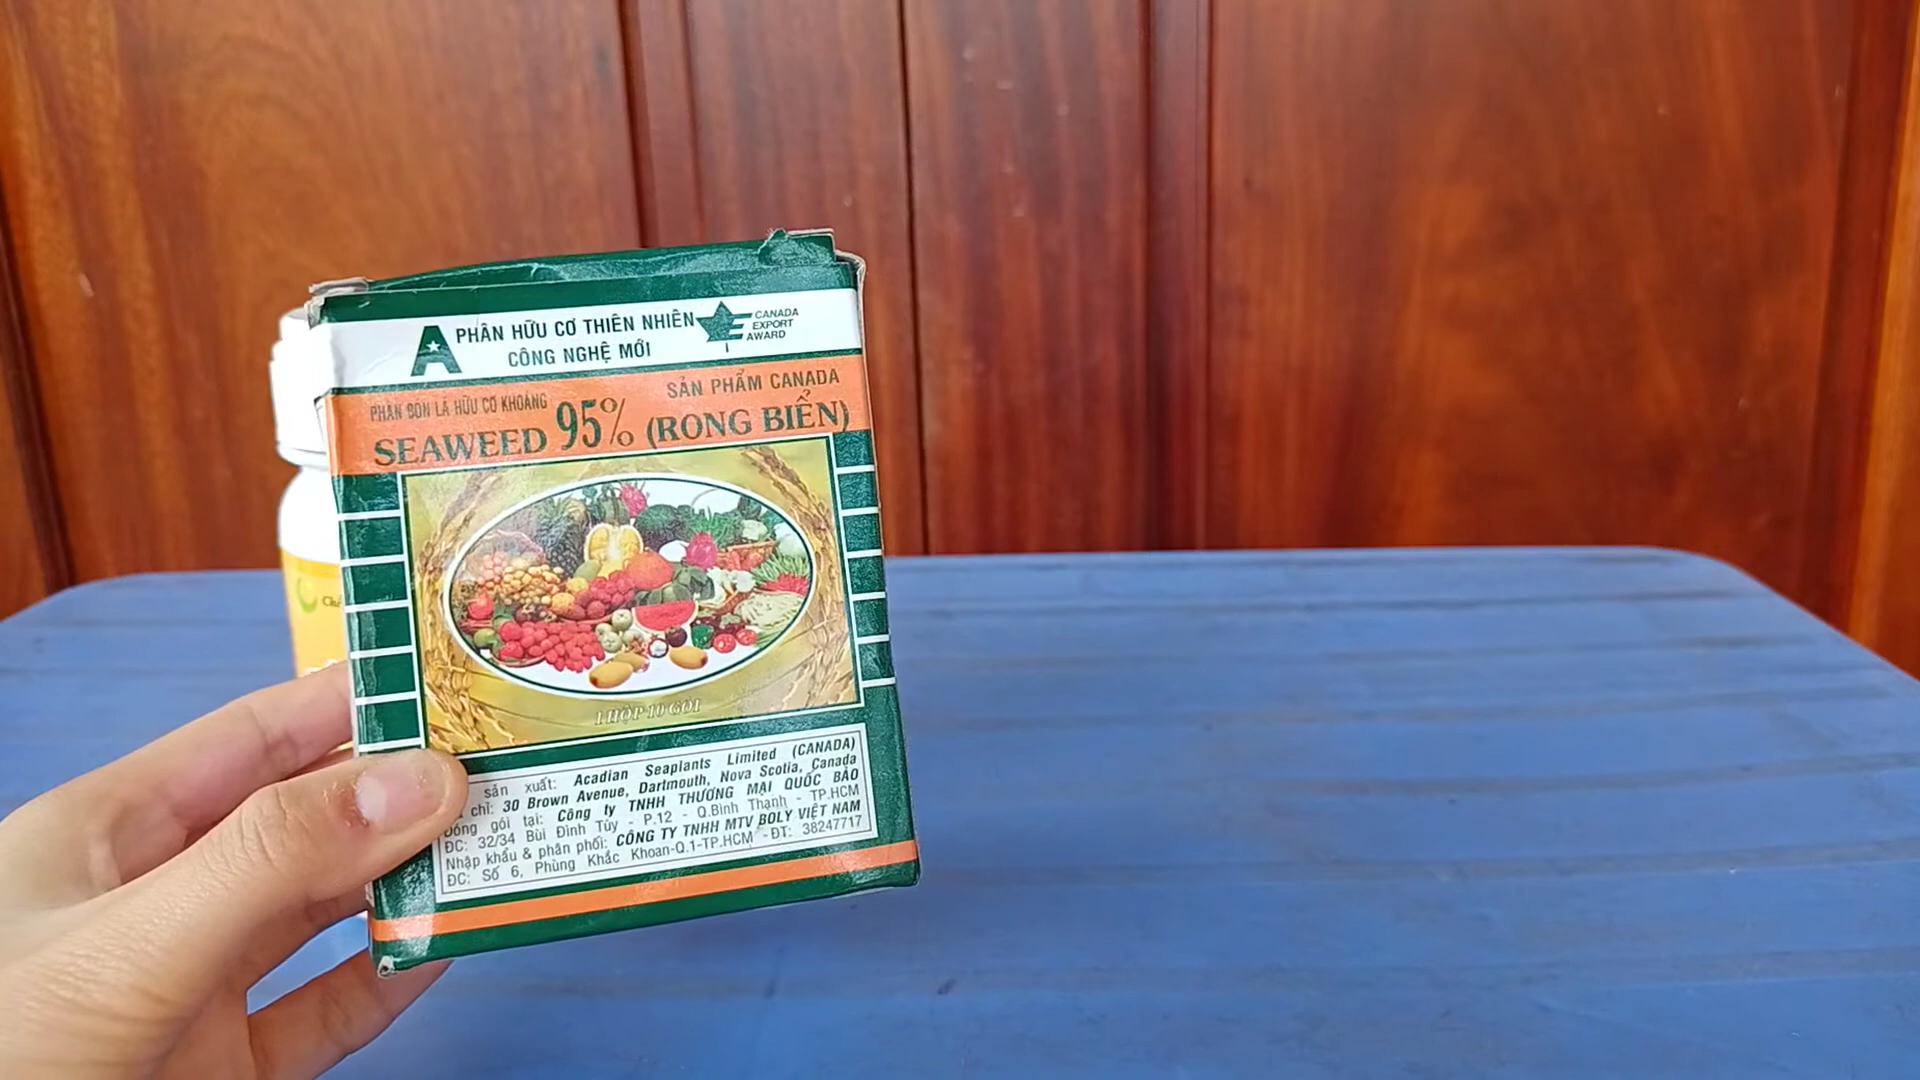 A
PHÂN HỮU CƠ THIÊN NHIÊN
CÔNG NGHỆ MỚI
CANADA
EXPORT
AWARD
SẢN PHẨM CANADA
PHÂN BÓN LÁ HỮU CƠ KHOÁNG
SEAWEED 95% (RONG BIỂN)
1 HỘP 10 GÓI
sản xuất: Acadian Seaplants Limited (CANADA)
chỉ: 30 Brown Avenue, Dartmouth, Nova Scotia, Canada
Đóng gói tại: Công ty TNHH THƯƠNG MẠI QUỐC BẢO
ĐC: 32/34 Bùi Đình Túy - P.12 - Q.Bình Thạnh - TP.HCM
Nhập khẩu & phân phối: CÔNG TY TNHH MTV BOLY VIỆT NAM
ĐC: Số 6, Phùng Khắc Khoan-Q.1-TP.HCM -ĐT: 38247717